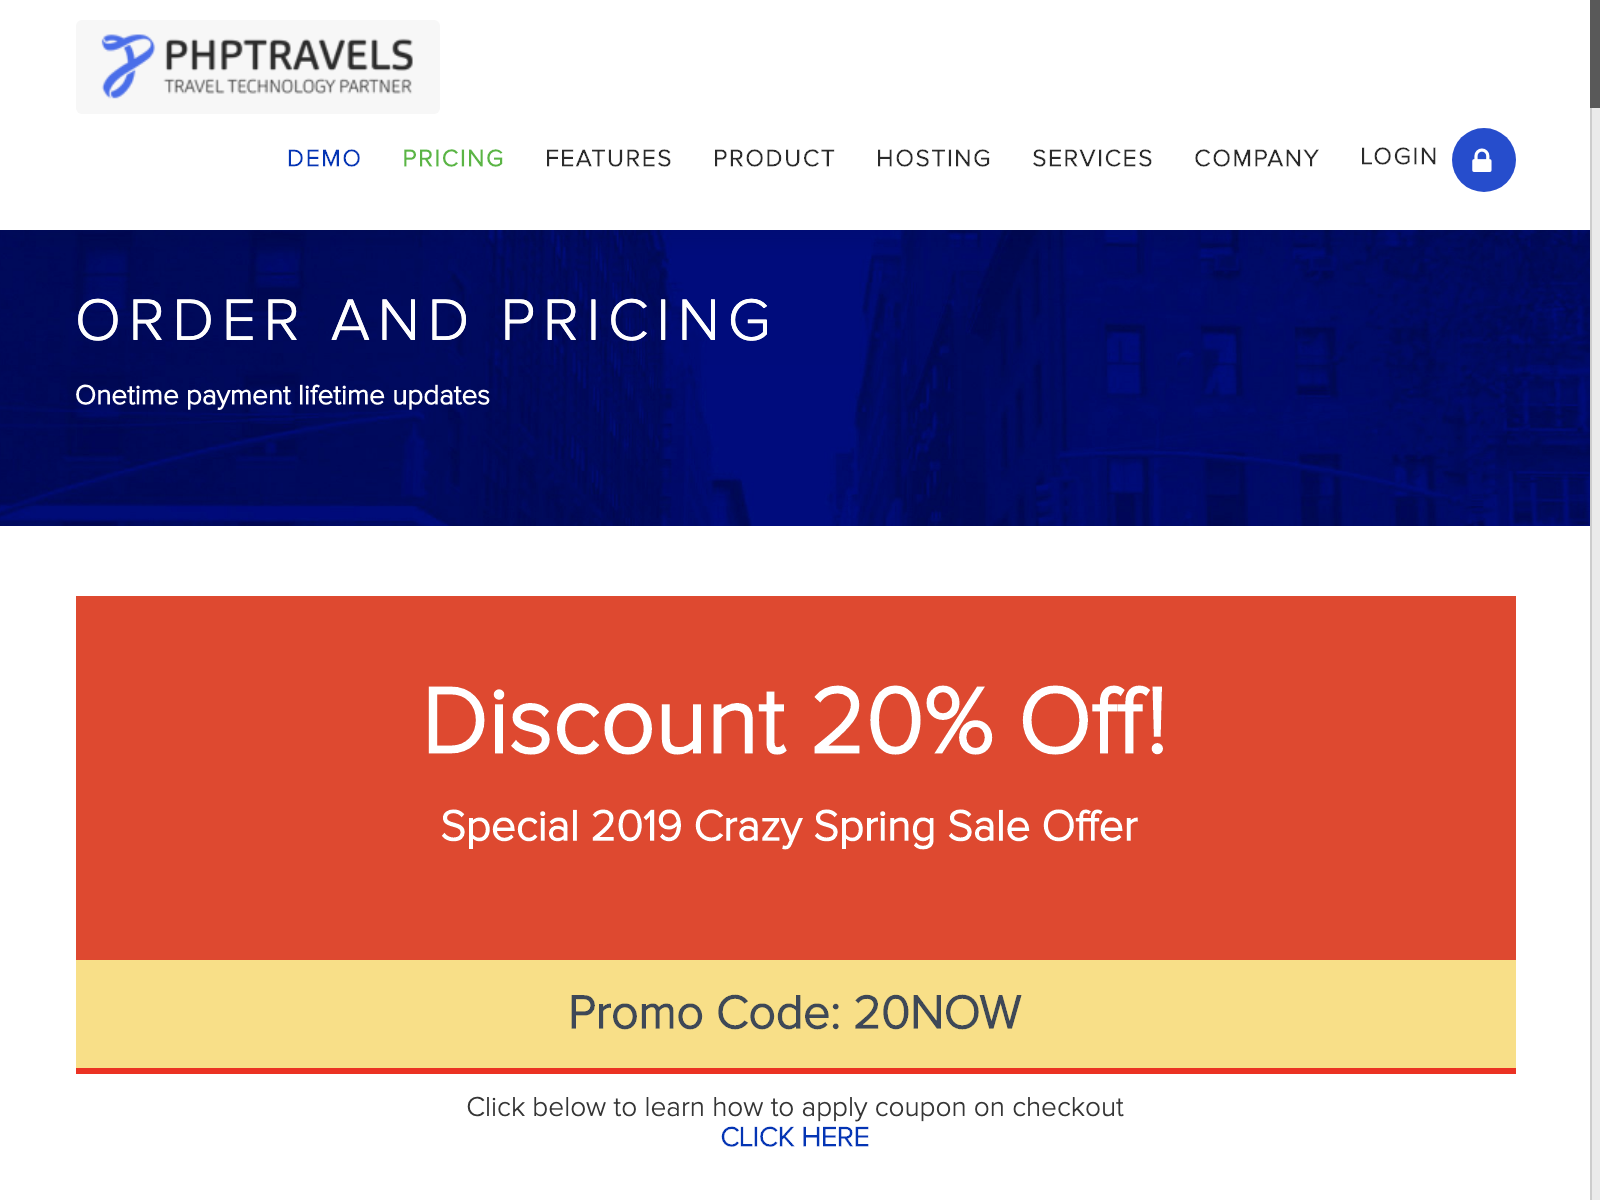 PHPTRAVELS
TRAVEL TECHNOLOGY PARTNER
DEMO PRICING FEATURES PRODUCT HOSTING SERVICES COMPANY LOGIN
ORDER AND PRICING
Onetime payment lifetime updates
Discount 20% Off!
Special 2019 Crazy Spring Sale Offer
Promo Code: 20NOW
Click below to learn how to apply coupon on checkout
CLICK HERE